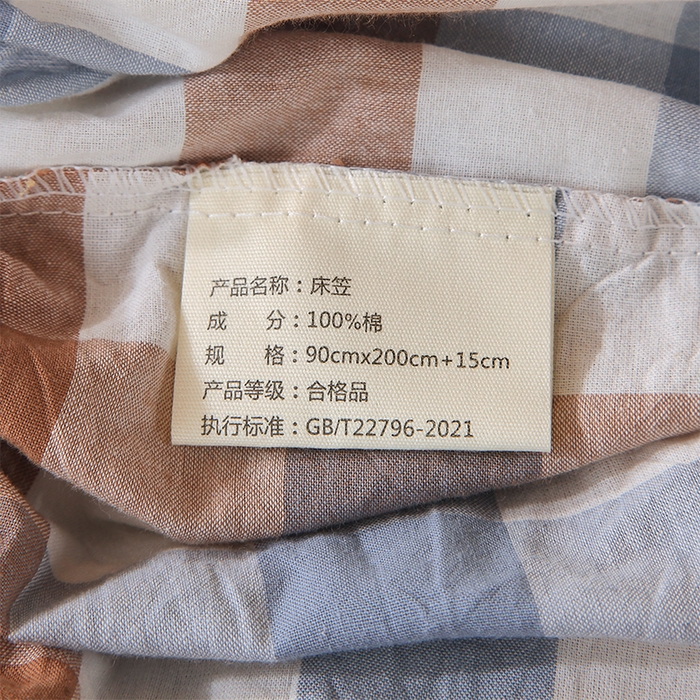 产品名称：床笠
成 分：100%棉
规 格：90cmx200cm+15cm
产品等级：合格品
执行标准：GB/T22796-2021